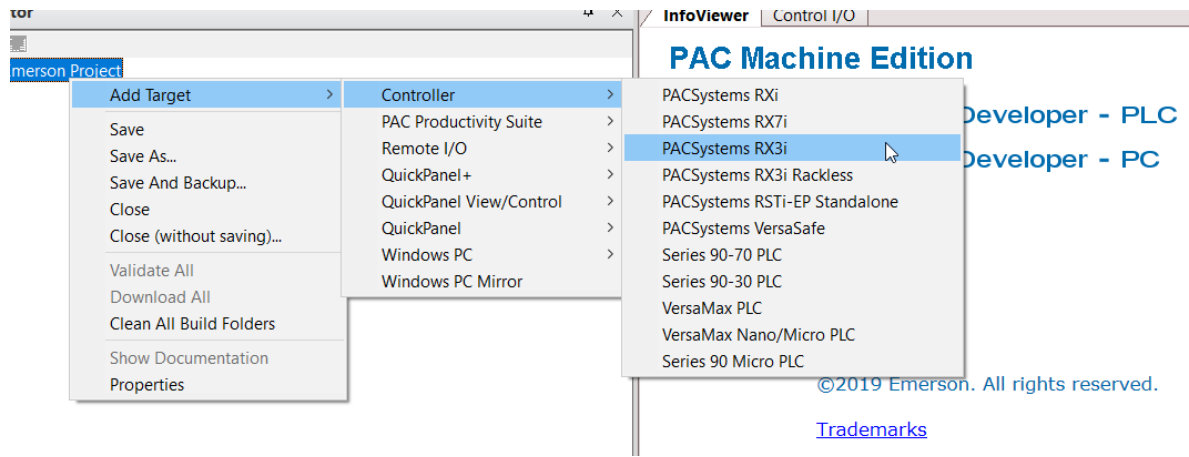 InfoViewer
Control I/O
PAC Machine Edition
Developer - PLC
Developer - PC
©2019 Emerson. All rights reserved.
Trademarks
merson Project
Add Target
Save
Save As...
Save And Backup...
Close
Close (without saving)...
Validate All
Download All
Clean All Build Folders
Show Documentation
Properties
Controller
PAC Productivity Suite
Remote I/O
QuickPanel+
QuickPanel View/Control
QuickPanel
Windows PC
Windows PC Mirror
PACSystems RXi
PACSystems RX7i
PACSystems RX3i
PACSystems RX3i Rackless
PACSystems RSTi-EP Standalone
PACSystems VersaSafe
Series 90-70 PLC
Series 90-30 PLC
VersaMax PLC
VersaMax Nano/Micro PLC
Series 90 Micro PLC